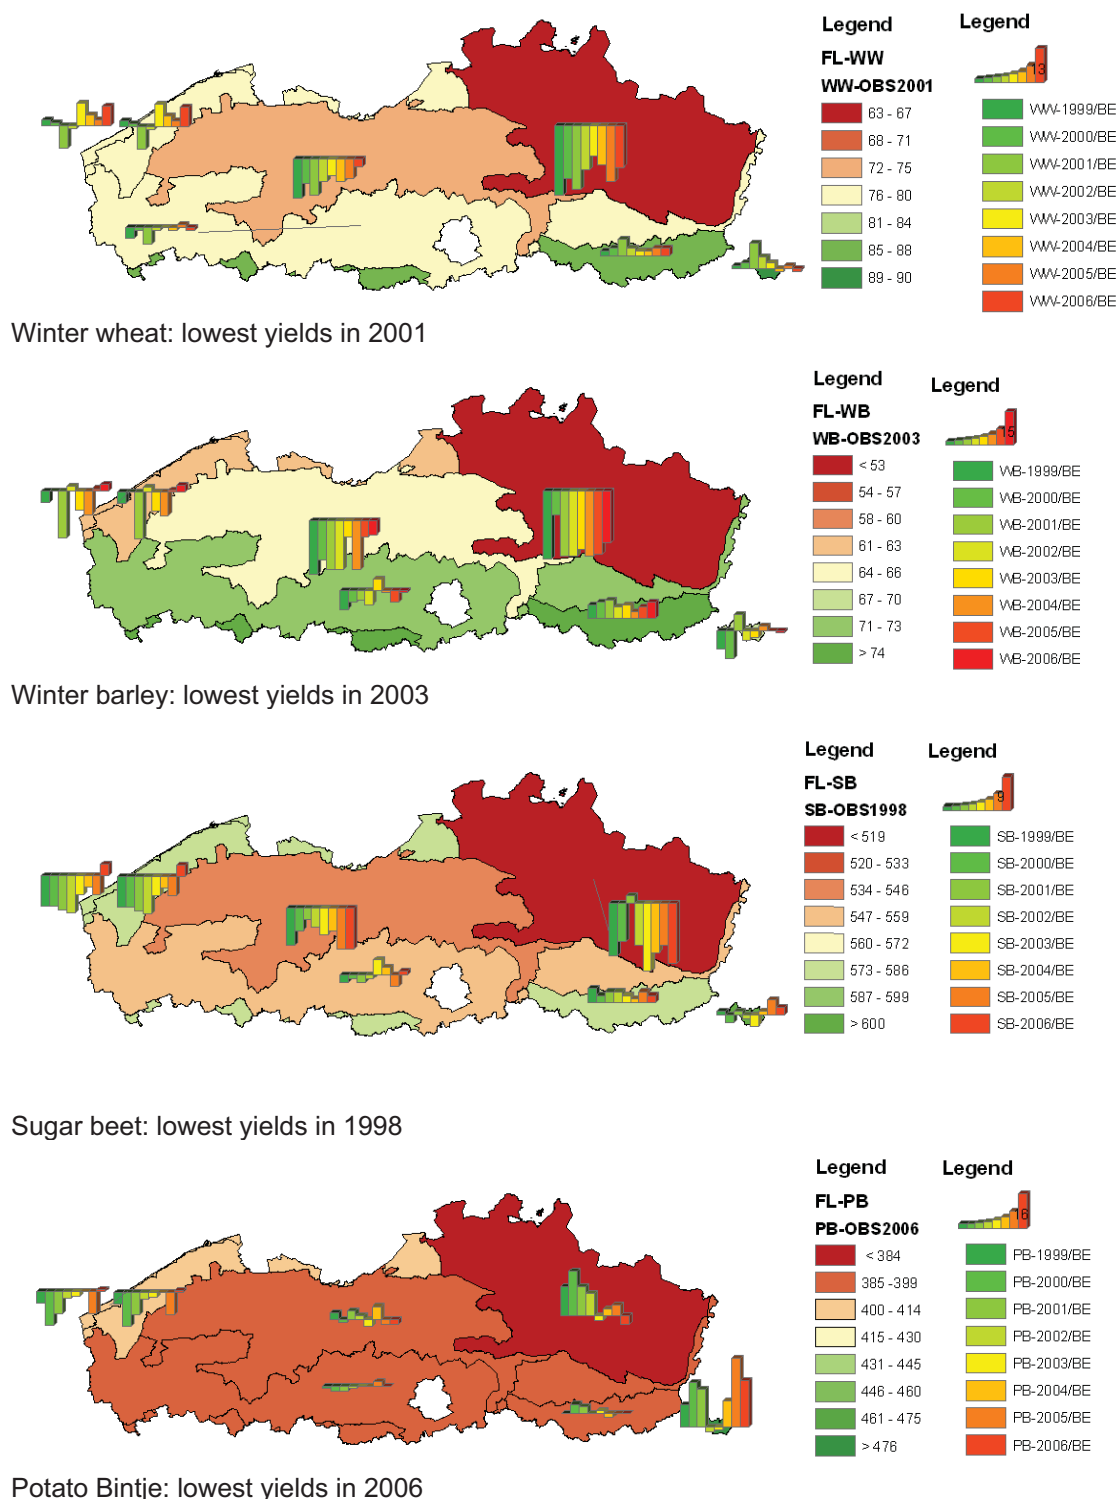 Legend
FL-WW
WW-OBS2001
63 - 67
68 - 71
72 - 75
76 - 80
81 - 84
85 - 88
89 - 90
Legend
13
WW-1999/BE
WW-2000/BE
WW-2001/BE
WW-2002/BE
WW-2003/BE
WW-2004/BE
WW-2005/BE
WW-2006/BE
Winter wheat: lowest yields in 2001
Legend
FL-WB
WB-OBS2003
< 53
54 - 57
58 - 60
61 - 63
64 - 66
67 - 70
71 - 73
> 74
Legend
15
WB-1999/BE
WB-2000/BE
WB-2001/BE
WB-2002/BE
WB-2003/BE
WB-2004/BE
WB-2005/BE
WB-2006/BE
Winter barley: lowest yields in 2003
Legend
FL-SB
SB-OBS1998
< 519
520 - 533
534 - 546
547 - 559
560 - 572
573 - 586
587 - 599
> 600
Legend
9
SB-1999/BE
SB-2000/BE
SB-2001/BE
SB-2002/BE
SB-2003/BE
SB-2004/BE
SB-2005/BE
SB-2006/BE
Sugar beet: lowest yields in 1998
Legend
FL-PB
PB-OBS2006
< 384
385 -399
400 - 414
415 - 430
431 - 445
446 - 460
461 - 475
> 476
Legend
16
PB-1999/BE
PB-2000/BE
PB-2001/BE
PB-2002/BE
PB-2003/BE
PB-2004/BE
PB-2005/BE
PB-2006/BE
Potato Bintje: lowest yields in 2006